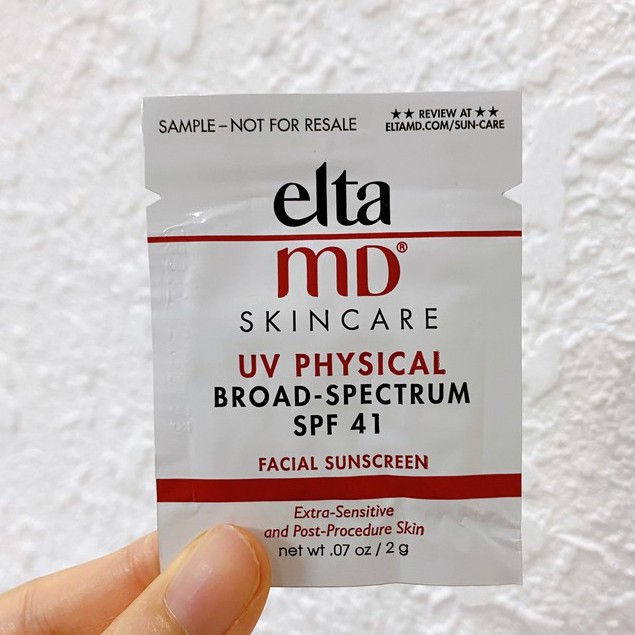 SAMPLE – NOT FOR RESALE
★★ REVIEW AT ★★
ELTAMD.COM/SUN-CARE
elta
MD®
SKINCARE
UV PHYSICAL
BROAD-SPECTRUM
SPF 41
FACIAL SUNSCREEN
Extra-Sensitive
and Post-Procedure Skin
net wt .07 oz / 2 g